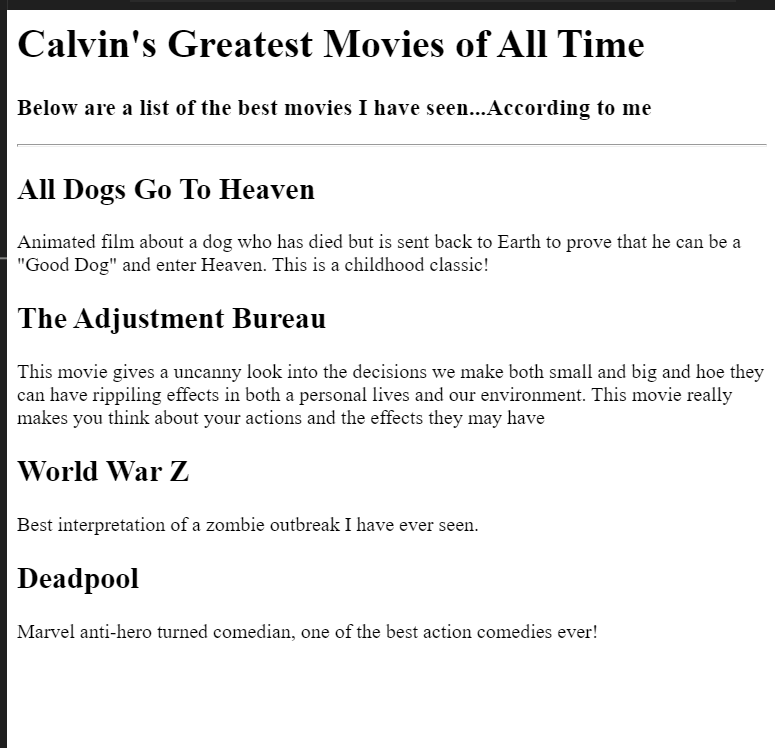 Calvin's Greatest Movies of All Time
Below are a list of the best movies I have seen...According to me
All Dogs Go To Heaven
Animated film about a dog who has died but is sent back to Earth to prove that he can be a
"Good Dog" and enter Heaven. This is a childhood classic!
The Adjustment Bureau
This movie gives a uncanny look into the decisions we make both small and big and hoe they
can have rippiling effects in both a personal lives and our environment. This movie really
makes you think about your actions and the effects they may have
World War Z
Best interpretation of a zombie outbreak I have ever seen.
Deadpool
Marvel anti-hero turned comedian, one of the best action comedies ever!